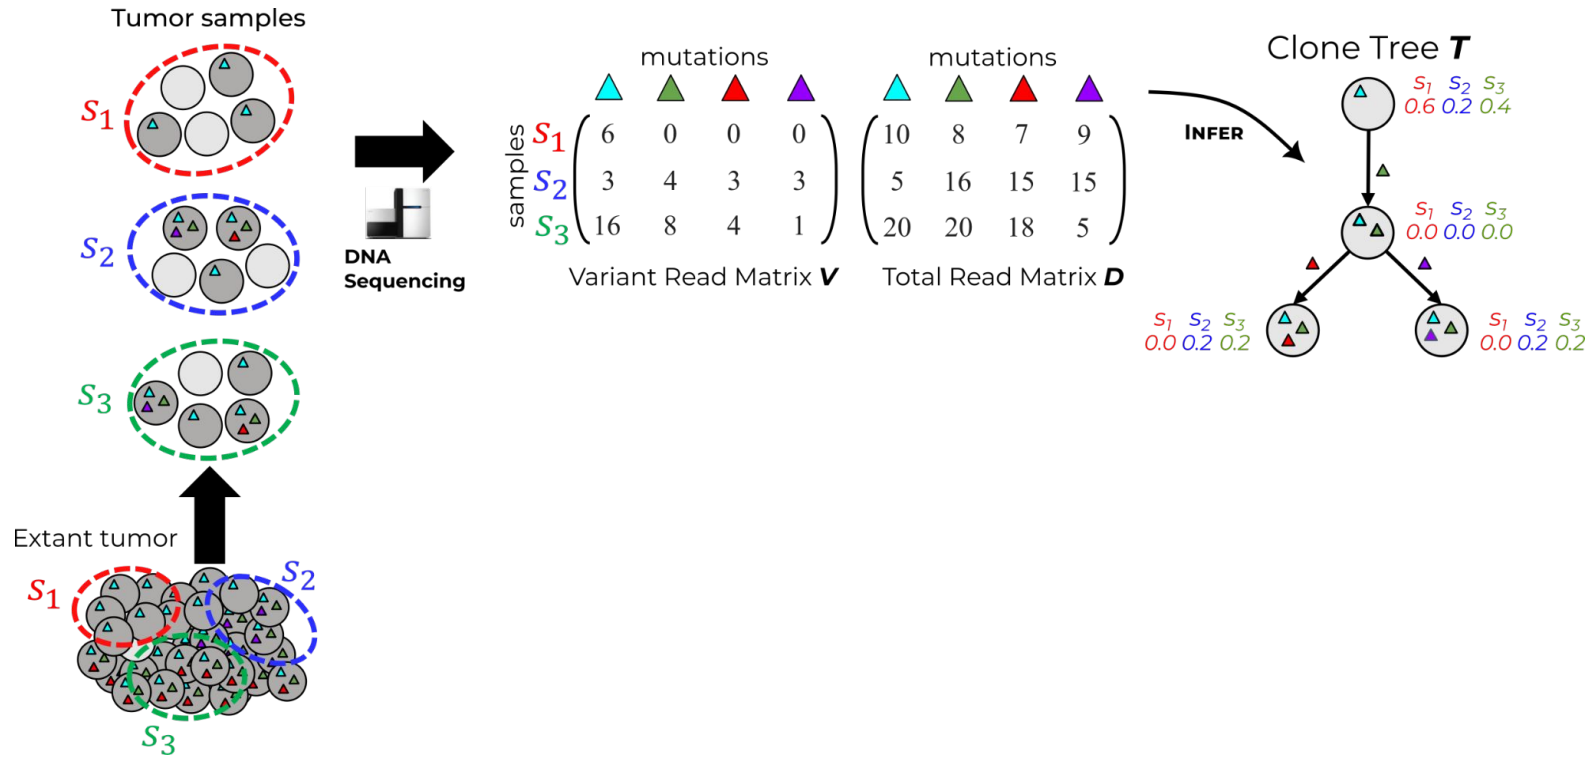 Tumor samples
S1
S2
S3
Extant tumor
S1
S2
S3
DNA
Sequencing
mutations
samples
S1 6 0 0 0
S2 3 4 3 3
S3 16 8 4 1
Variant Read Matrix V
mutations
10 8 7 9
5 16 15 15
20 20 18 5
Total Read Matrix D
INFER
Clone Tree T
S1 S2 S3
0.6 0.2 0.4
S1 S2 S3
0.0 0.0 0.0
S1 S2 S3
0.0 0.2 0.2
S1 S2 S3
0.0 0.2 0.2